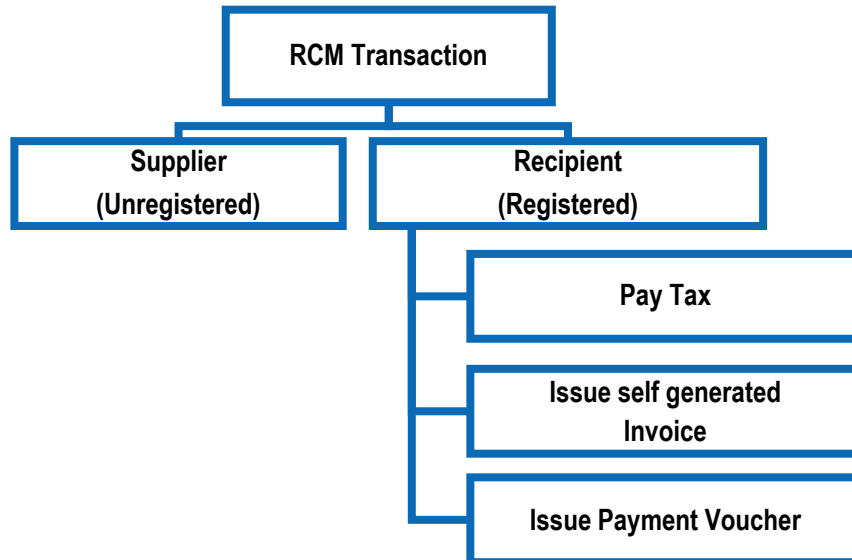 RCM Transaction
Supplier
(Unregistered)
Recipient
(Registered)
Pay Tax
Issue self generated
Invoice
Issue Payment Voucher